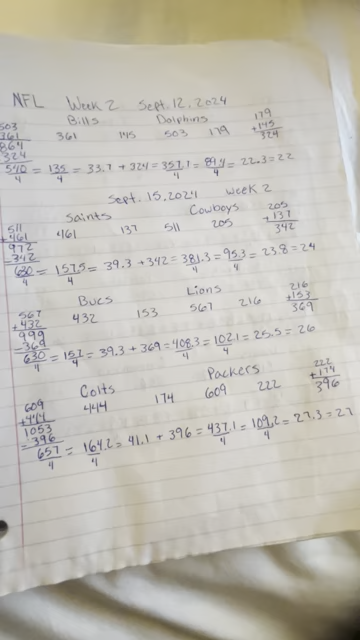 NFL Week 2 Sept. 12, 2024
Bills Dolphins 179
503 +145
361 361 145 503 179 324
864
324
540/4 = 135/4 = 33.7 + 324 = 357.7/4 = 89.4/4 = 22.3 = 22
Sept. 15, 2024 week 2
Saints Cowboys 205
511 +137
+461 461 137 511 205 342
972
342
630/4 = 157.5/4 = 39.3 + 342 = 381.3/4 = 95.3/4 = 23.8 = 24
Bucs Lions 216
567 +153
+432 432 153 567 216 369
999
-369
630/4 = 157/4 = 39.3 + 369 = 408.3/4 = 102.1/4 = 25.5 = 26
Colts Packers 222
609 +174
+444 444 174 609 222 396
1053
-396
657/4 = 164.2/4 = 41.1 + 396 = 437.1/4 = 109.2/4 = 27.3 = 27